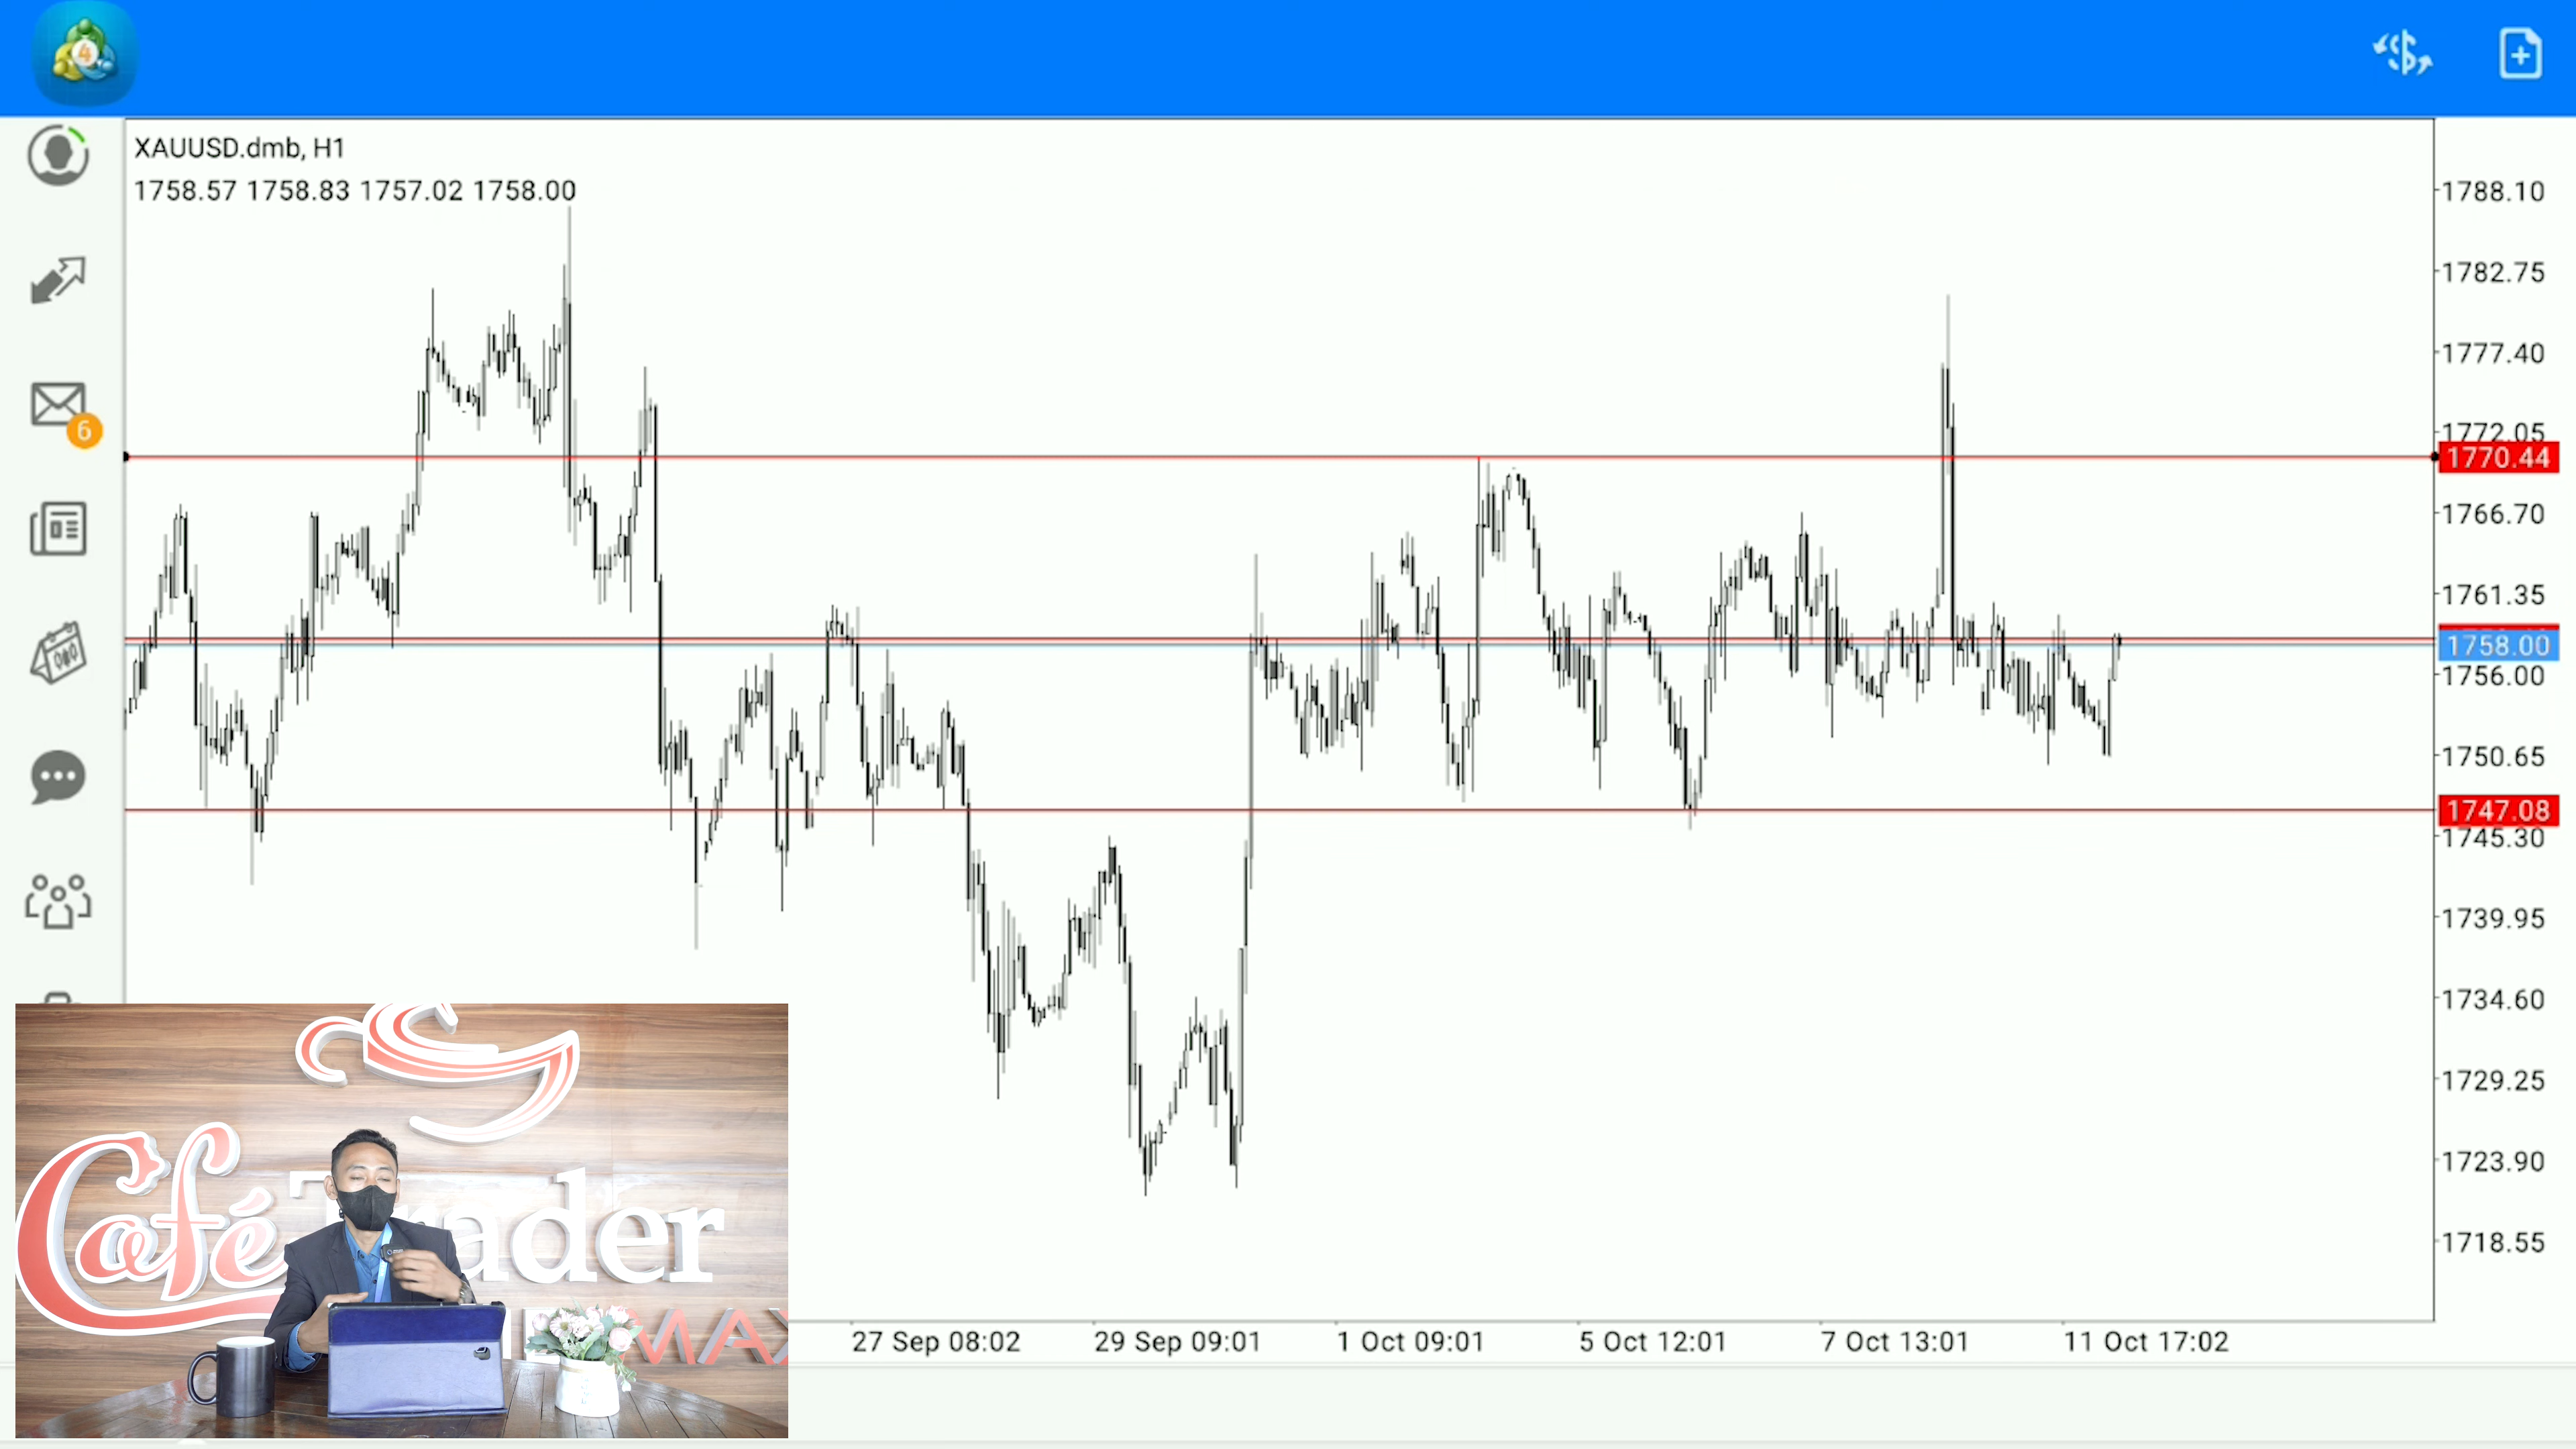 4
XAUUSD.dmb, H1
1758.57 1758.83 1757.02 1758.00
6
1788.10
1782.75
1777.40
1772.05
1770.44
1766.70
1761.35
1758.00
1756.00
1750.65
1747.08
1745.30
1739.95
1734.60
1729.25
1723.90
1718.55
27 Sep 08:02
29 Sep 09:01
1 Oct 09:01
5 Oct 12:01
7 Oct 13:01
11 Oct 17:02
Café Trader